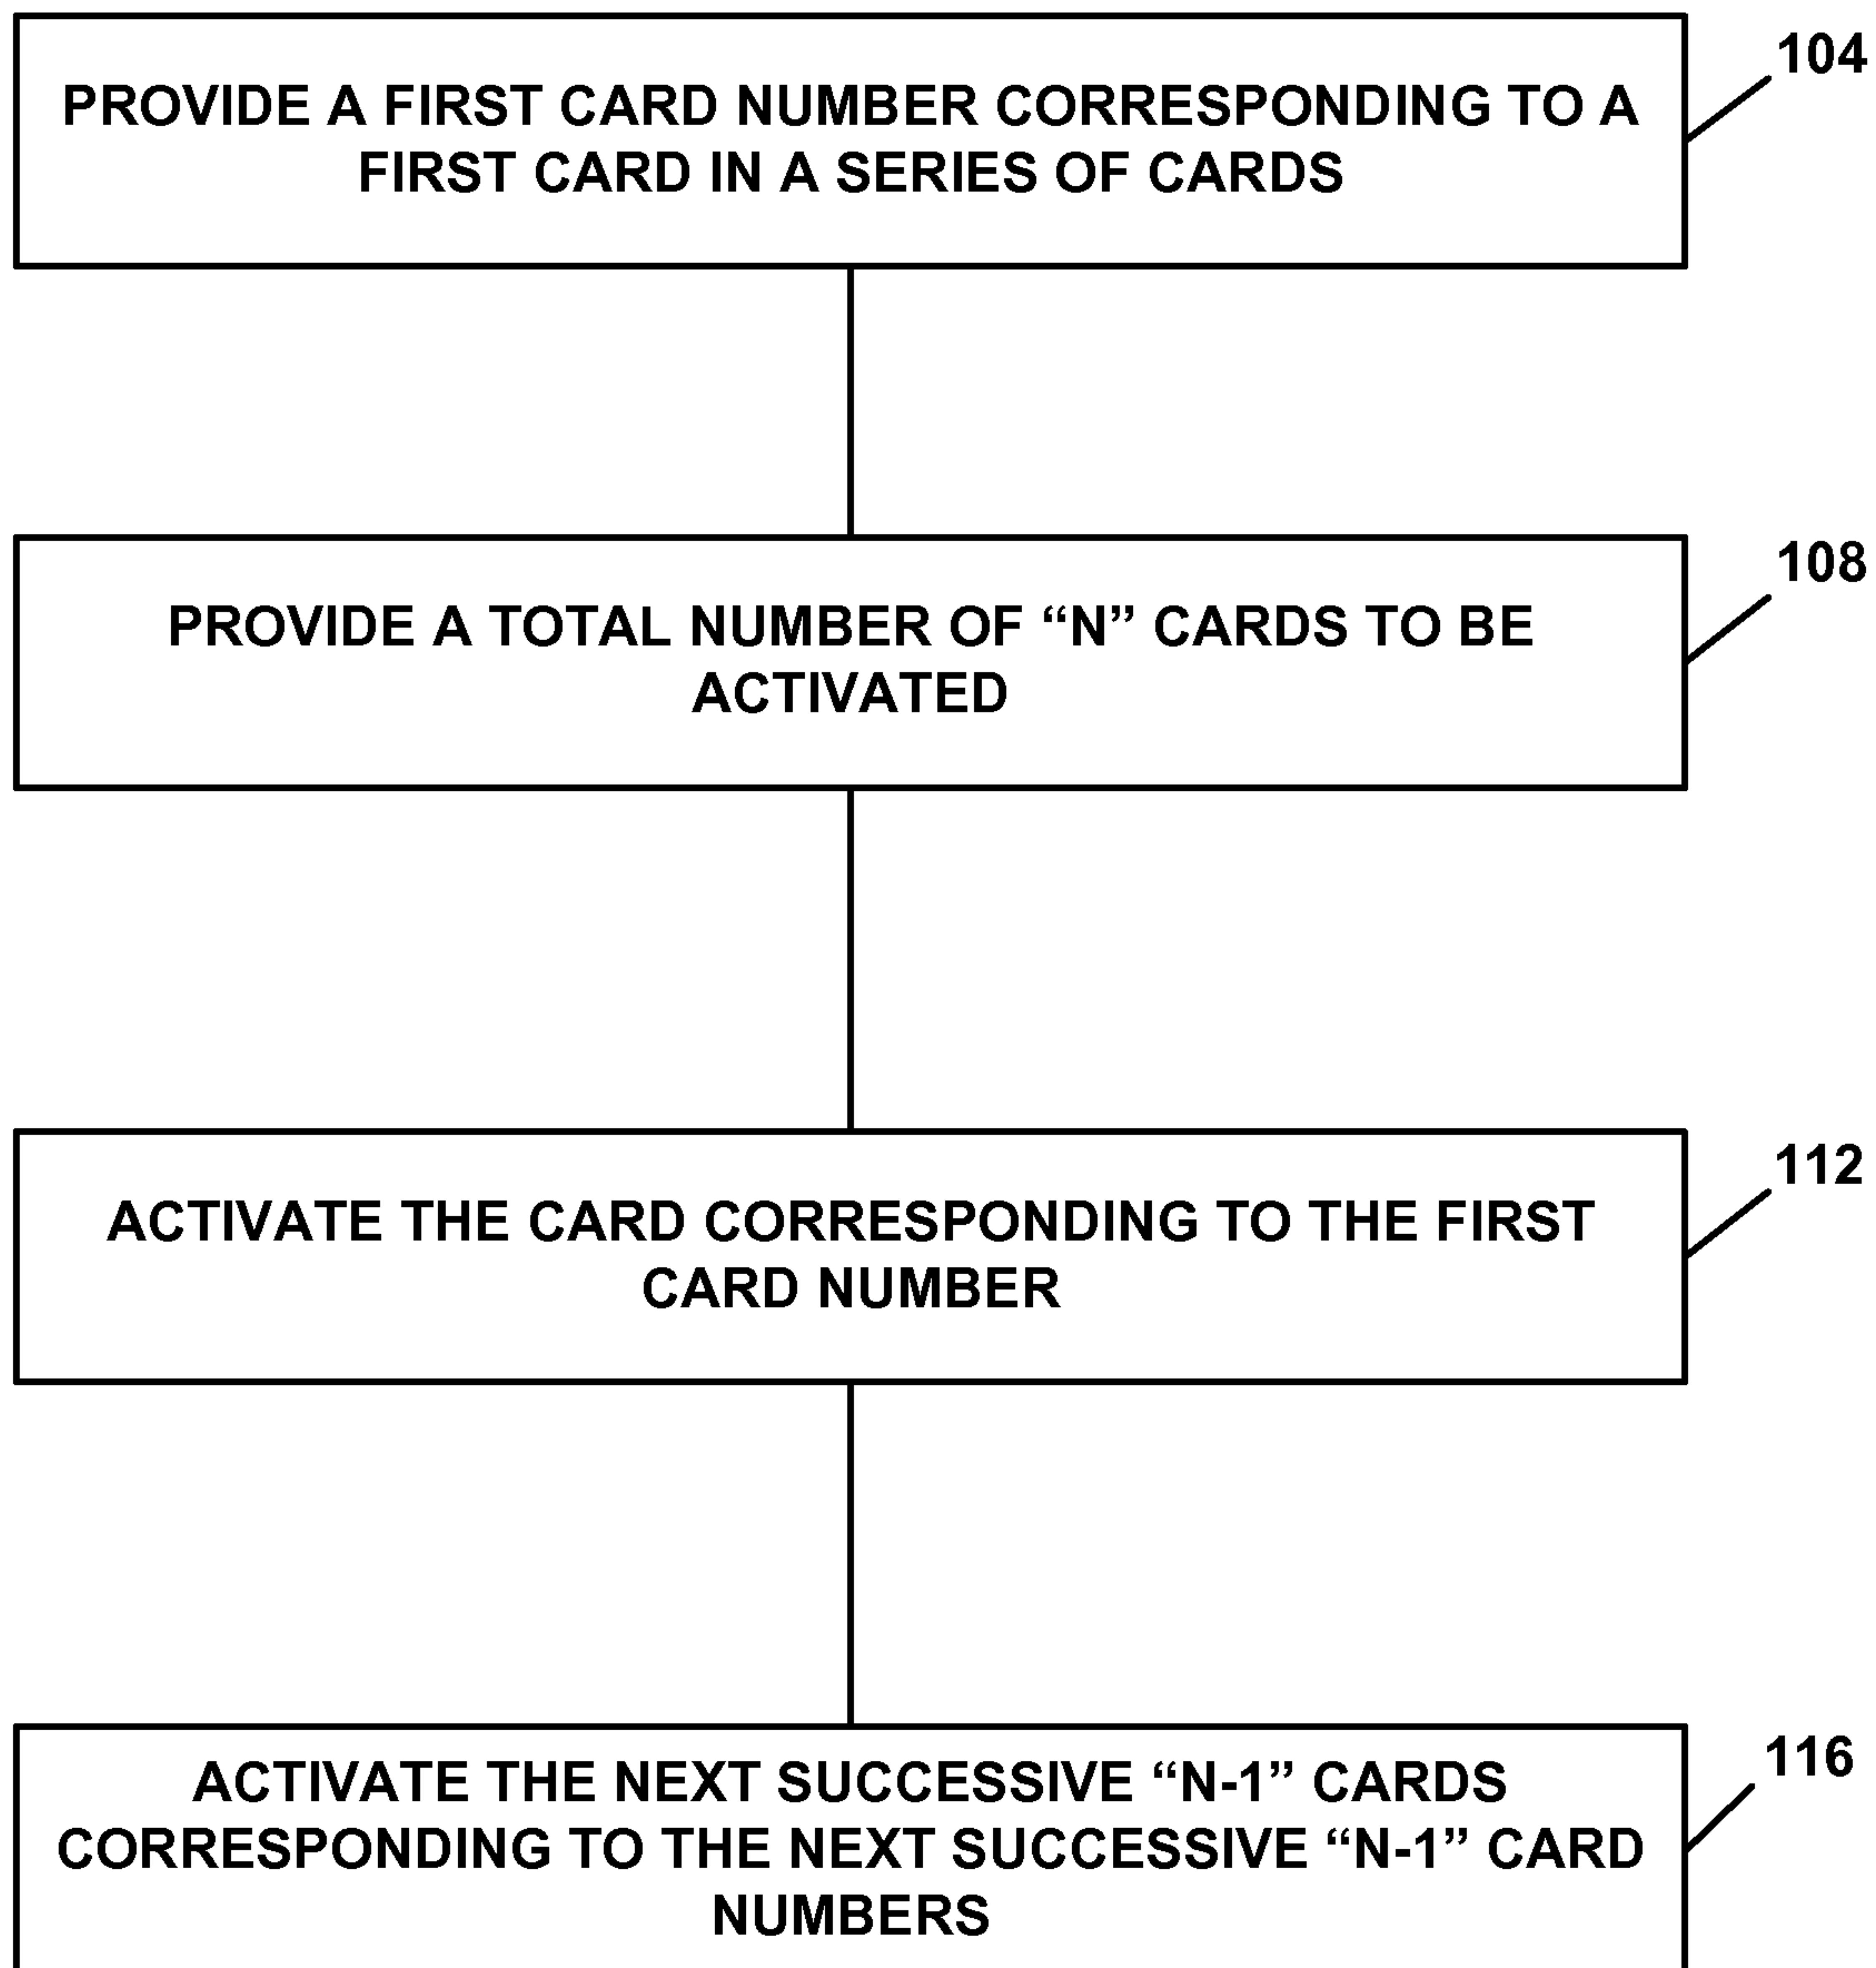 104
PROVIDE A FIRST CARD NUMBER CORRESPONDING TO A
FIRST CARD IN A SERIES OF CARDS
108
PROVIDE A TOTAL NUMBER OF “N” CARDS TO BE
ACTIVATED
112
ACTIVATE THE CARD CORRESPONDING TO THE FIRST
CARD NUMBER
116
ACTIVATE THE NEXT SUCCESSIVE “N-1” CARDS
CORRESPONDING TO THE NEXT SUCCESSIVE “N-1” CARD
NUMBERS